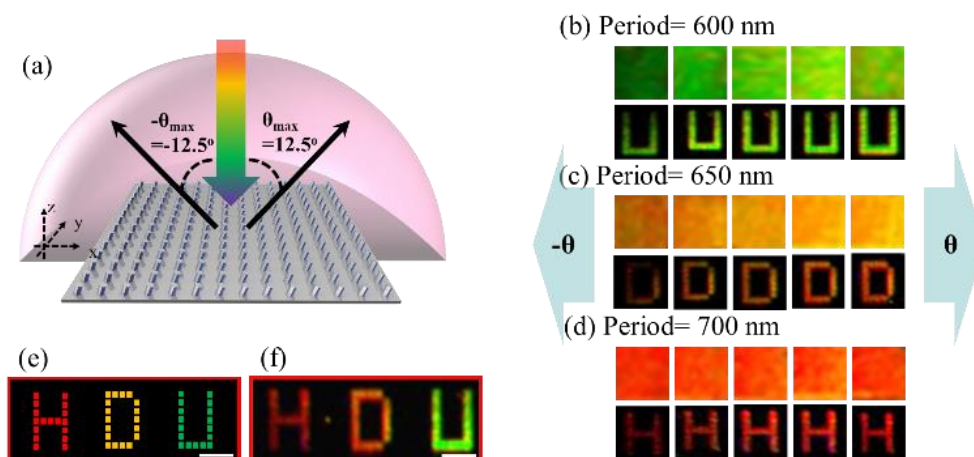 (a)
-θmax
=-12.5°
θmax
=12.5°
z
y
x
(b) Period= 600 nm
U U U U U
(c) Period= 650 nm
D D D D D
-θ
θ
(d) Period= 700 nm
H H H H H
(e)
H D U
(f)
H D U